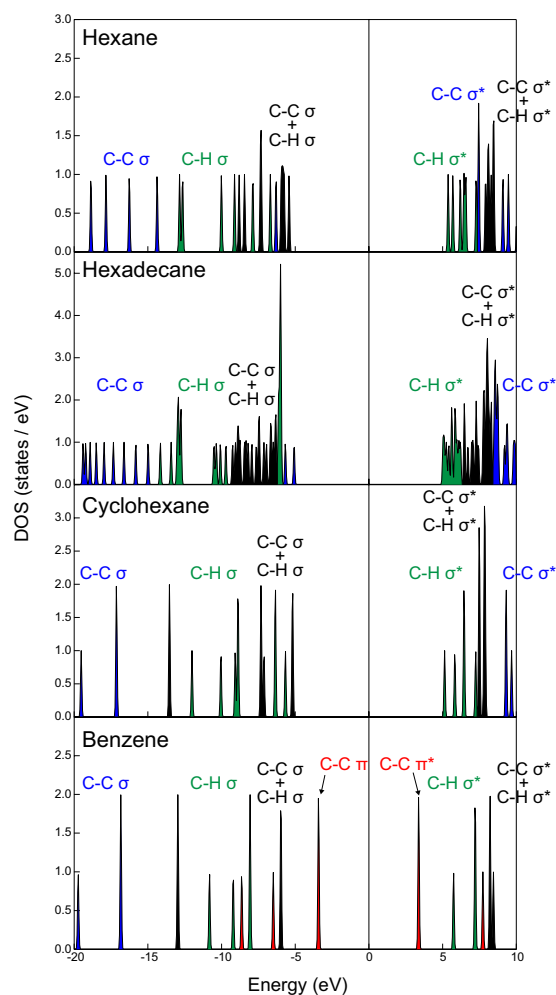 Hexane
3.0
2.5
2.0
1.5
1.0
0.5
0.0
C-C σ
C-H σ
C-C σ
+
C-H σ
C-H σ*
C-C σ*
C-C σ*
+
C-H σ*
Hexadecane
5.0
4.0
3.0
2.0
1.0
0.0
C-C σ
C-H σ
C-C σ
+
C-H σ
C-H σ*
C-C σ*
+
C-H σ*
C-C σ*
Cyclohexane
3.0
2.5
2.0
1.5
1.0
0.5
0.0
C-C σ
C-H σ
C-C σ
+
C-H σ
C-H σ*
C-C σ*
+
C-H σ*
C-C σ*
Benzene
2.5
2.0
1.5
1.0
0.5
0.0
C-C σ
C-H σ
C-C σ
+
C-H σ
C-C π
C-C π*
C-H σ*
C-C σ*
+
C-H σ*
-20 -15 -10 -5 0 5 10
Energy (eV)
DOS (states / eV)